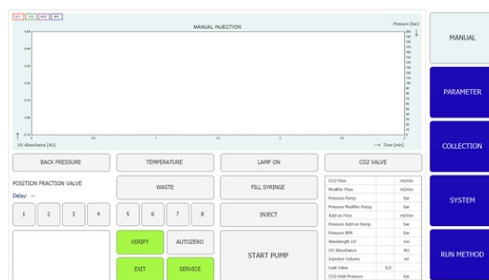 MANUAL INJECTION
Pressure [bar]
UV Absorbance [AU]
Time [min]
MANUAL
PARAMETER
COLLECTION
SYSTEM
RUN METHOD
BACK PRESSURE
TEMPERATURE
LAMP ON
CO2 VALVE
POSITION FRACTION VALVE
Delay: --
WASTE
FILL SYRINGE
1 2 3 4 5 6 7 8
INJECT
VERIFY
AUTOZERO
START PUMP
EXIT
SERVICE
CO2 Flow ml/min
Modifier Flow ml/min
Pressure Pump bar
Pressure Modifier Pump bar
Add-on Flow ml/min
Pressure Add-on Pump bar
Pressure BPR bar
Wavelength UV nm
UV Absorbance AU
Injection Volume ml
Leak Value 0,0
CO2 Inlet Pressure bar